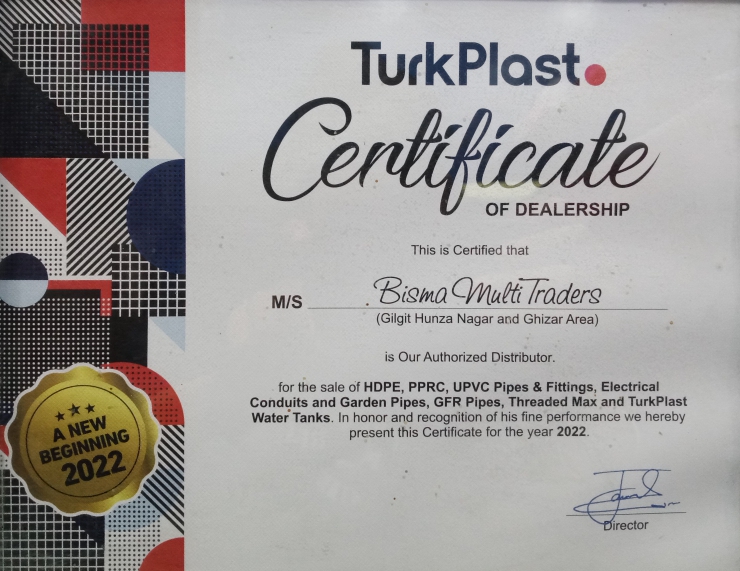 TurkPlast
Certificate
OF DEALERSHIP
This is Certified that
M/S Bisma Multi Traders
(Gilgit Hunza Nagar and Ghizar Area)
is Our Authorized Distributor.
for the sale of HDPE, PPRC, UPVC Pipes & Fittings, Electrical
Conduits and Garden Pipes, GFR Pipes, Threaded Max and TurkPlast
Water Tanks. In honor and recognition of his fine performance we hereby
present this Certificate for the year 2022.
A NEW
BEGINNING
2022
Director